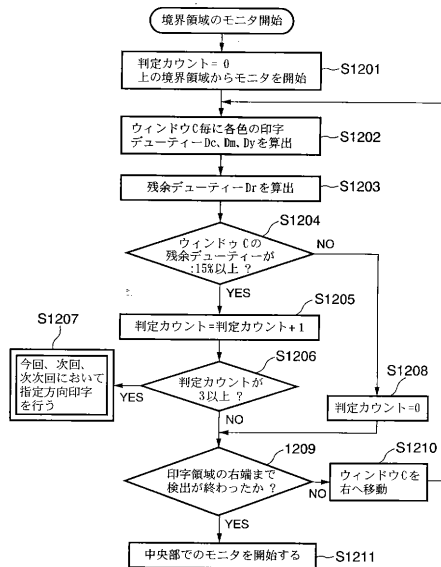 境界領域のモニタ開始
判定カウント= 0
上の境界領域からモニタを開始
S1201
ウィンドウC毎に各色の印字
デューティーDc、Dm、Dyを算出
S1202
残余デューティーDrを算出
S1203
S1204
ウィンドゥ Cの
残余デューティーが
:15%以上 ?
NO
YES
S1205
判定カウント=判定カウント+1
S1207
今回、次回、
次次回において
指定方向印字
を行う
S1206
判定カウントが
3以上 ?
YES
NO
S1208
判定カウント=0
1209
印字領域の右端まで
検出が終わったか ?
NO
YES
S1210
ウィンドウCを
右へ移動
中央部でのモニタを開始する
S1211